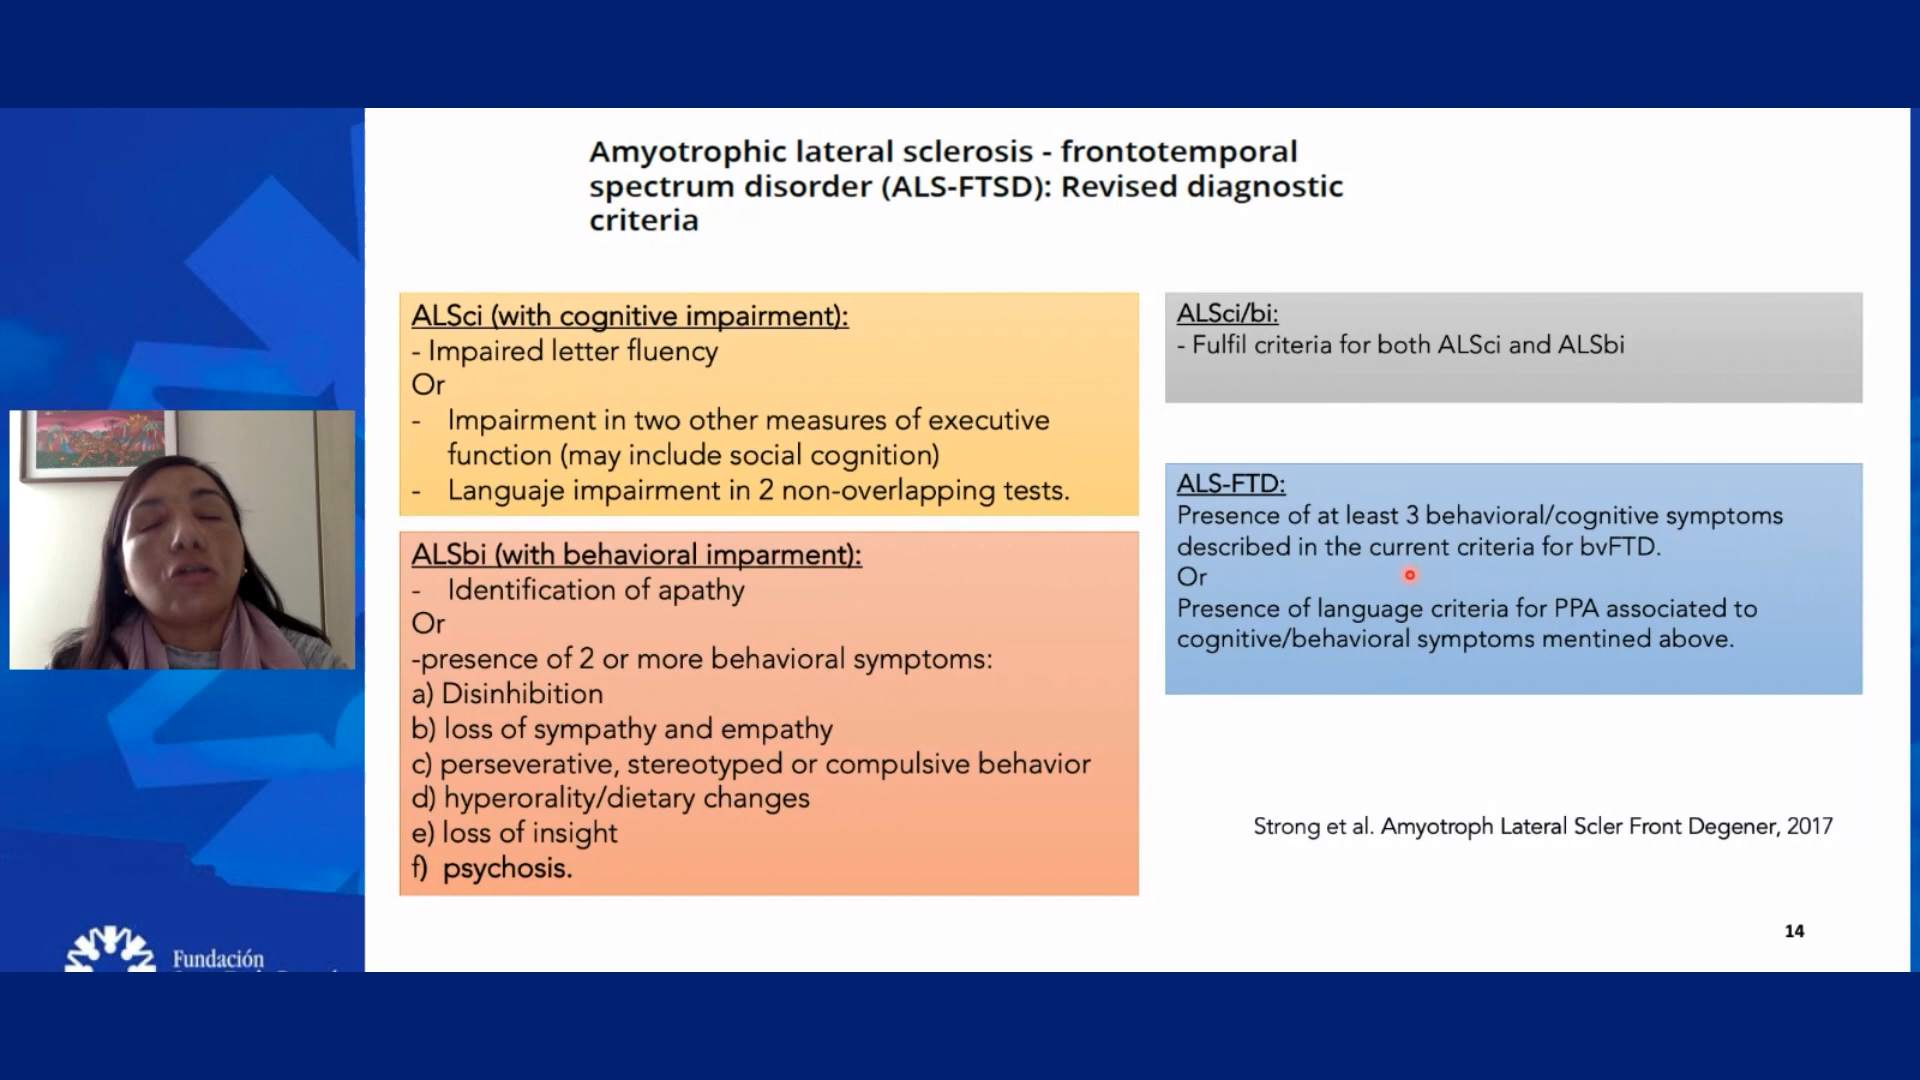 Amyotrophic lateral sclerosis - frontotemporal
spectrum disorder (ALS-FTSD): Revised diagnostic
criteria
ALSci (with cognitive impairment):
- Impaired letter fluency
Or
- Impairment in two other measures of executive
function (may include social cognition)
- Languaje impairment in 2 non-overlapping tests.
ALSbi (with behavioral imparment):
- Identification of apathy
Or
-presence of 2 or more behavioral symptoms:
a) Disinhibition
b) loss of sympathy and empathy
c) perseverative, stereotyped or compulsive behavior
d) hyperorality/dietary changes
e) loss of insight
f) psychosis.
ALSci/bi:
- Fulfil criteria for both ALSci and ALSbi
ALS-FTD:
Presence of at least 3 behavioral/cognitive symptoms
described in the current criteria for bvFTD.
Or
Presence of language criteria for PPA associated to
cognitive/behavioral symptoms mentined above.
Strong et al. Amyotroph Lateral Scler Front Degener, 2017
14
Fundación